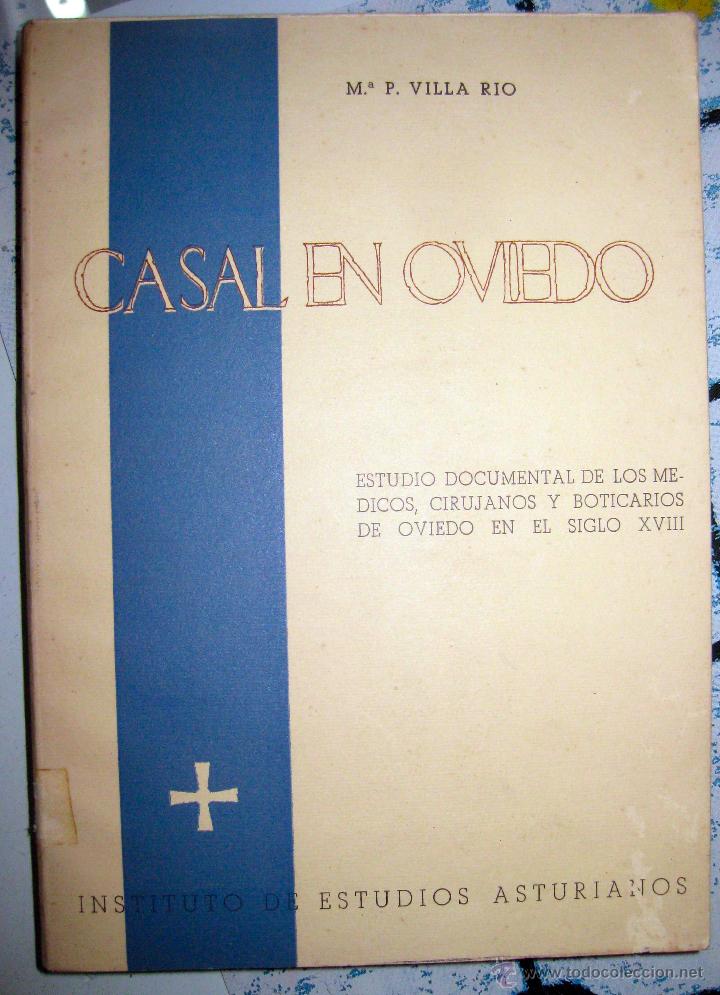 M.ª P. VILLA RIO
CASAL EN OVIEDO
ESTUDIO DOCUMENTAL DE LOS ME-
DICOS, CIRUJANOS Y BOTICARIOS
DE OVIEDO EN EL SIGLO XVIII
INSTITUTO DE ESTUDIOS ASTURIANOS
www.todocoleccion.net